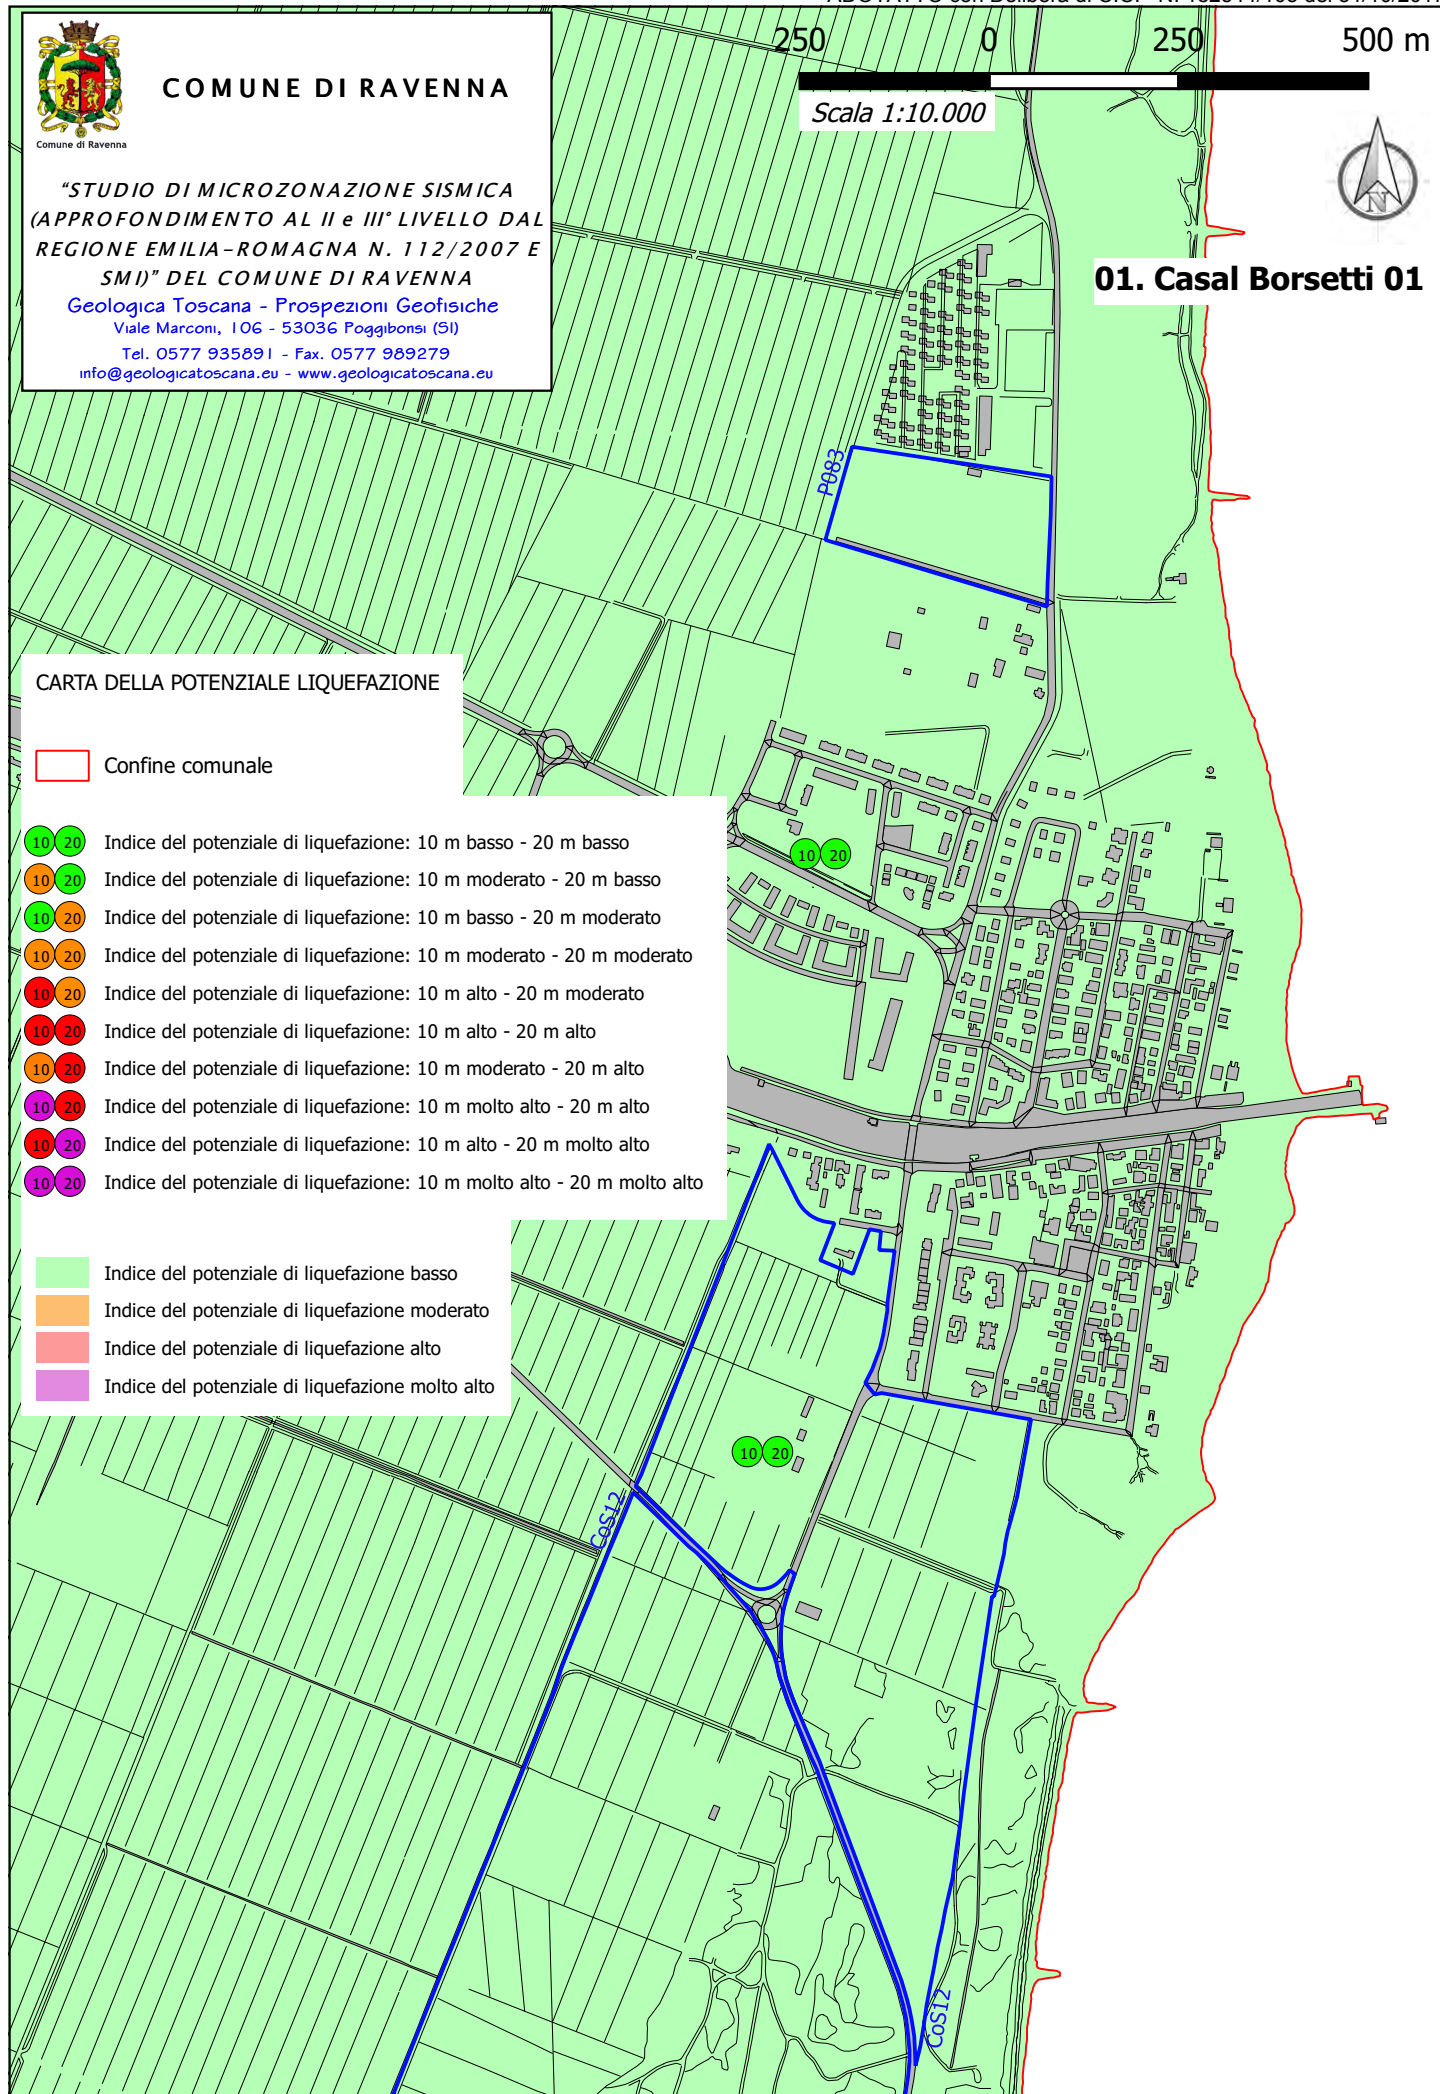 250 0 250 500 m
Scala 1:10.000
COMUNE DI RAVENNA
Comune di Ravenna
"STUDIO DI MICROZONAZIONE SISMICA
(APPROFONDIMENTO AL II e III° LIVELLO DAL
REGIONE EMILIA-ROMAGNA N. 112/2007 E
SMI)" DEL COMUNE DI RAVENNA
Geologica Toscana - Prospezioni Geofisiche
Viale Marconi, 106 - 53036 Poggibonsi (SI)
Tel. 0577 935891 - Fax. 0577 989279
info@geologicatoscana.eu - www.geologicatoscana.eu
N
01. Casal Borsetti 01
P083
CARTA DELLA POTENZIALE LIQUEFAZIONE
Confine comunale
10 20 Indice del potenziale di liquefazione: 10 m basso - 20 m basso
10 20 Indice del potenziale di liquefazione: 10 m moderato - 20 m basso
10 20 Indice del potenziale di liquefazione: 10 m basso - 20 m moderato
10 20 Indice del potenziale di liquefazione: 10 m moderato - 20 m moderato
10 20 Indice del potenziale di liquefazione: 10 m alto - 20 m moderato
10 20 Indice del potenziale di liquefazione: 10 m alto - 20 m alto
10 20 Indice del potenziale di liquefazione: 10 m moderato - 20 m alto
10 20 Indice del potenziale di liquefazione: 10 m molto alto - 20 m alto
10 20 Indice del potenziale di liquefazione: 10 m alto - 20 m molto alto
10 20 Indice del potenziale di liquefazione: 10 m molto alto - 20 m molto alto
Indice del potenziale di liquefazione basso
Indice del potenziale di liquefazione moderato
Indice del potenziale di liquefazione alto
Indice del potenziale di liquefazione molto alto
10 20
10 20
CoS12
CoS12